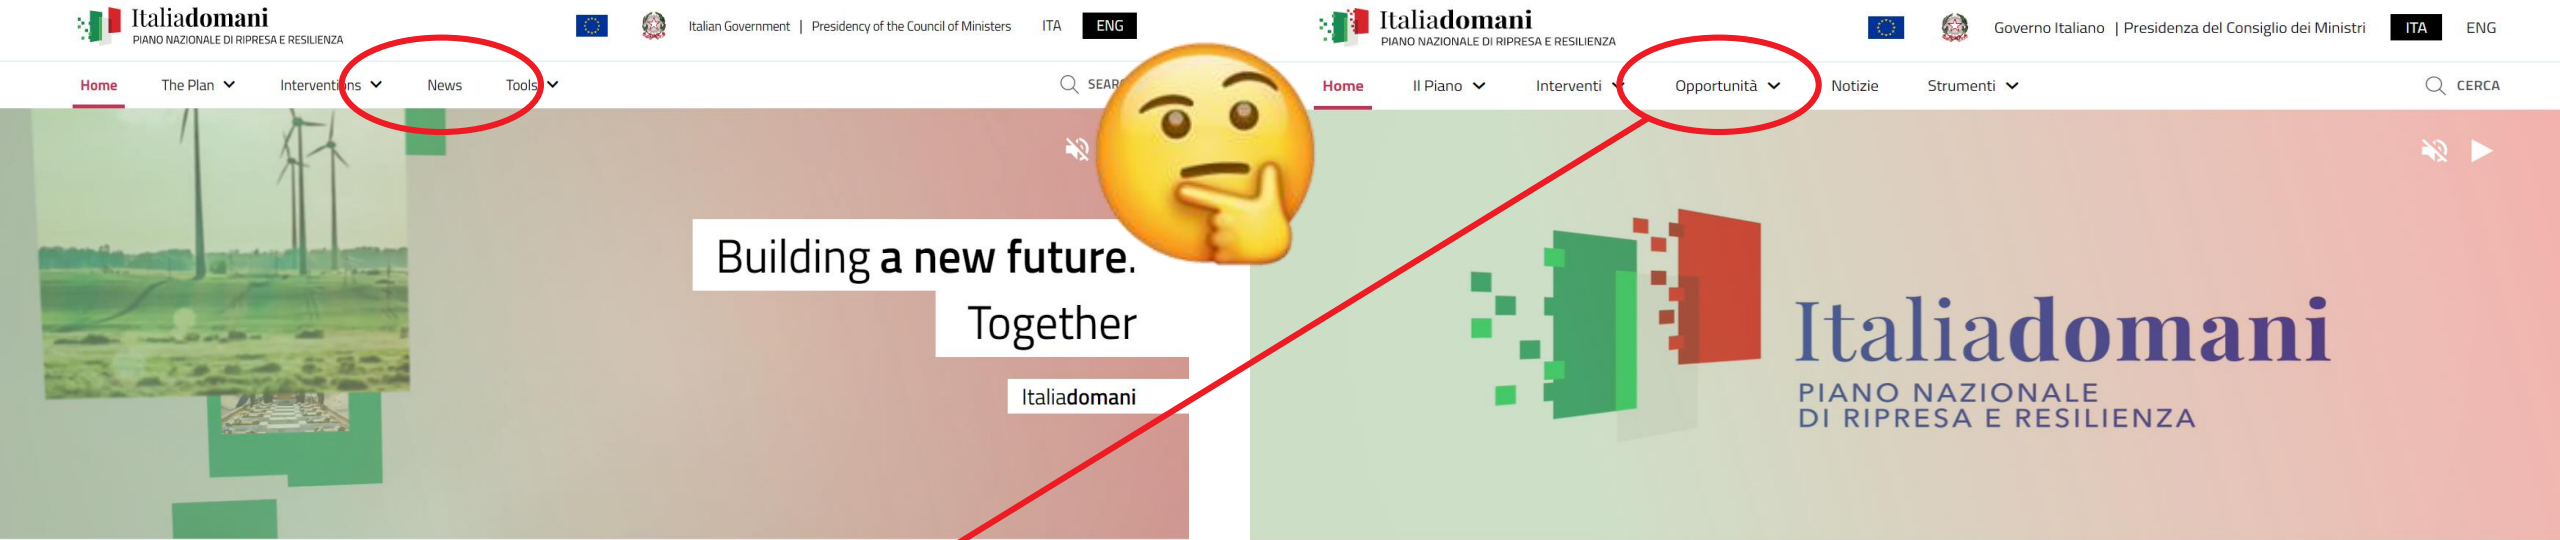 Italiadomani
PIANO NAZIONALE DI RIPRESA E RESILIENZA
Italian Government | Presidency of the Council of Ministers ITA ENG
Home The Plan Interventions News Tools SEAR
Building a new future.
Together
Italiadomani
Italiadomani
PIANO NAZIONALE DI RIPRESA E RESILIENZA
Governo Italiano | Presidenza del Consiglio dei Ministri ITA ENG
Home Il Piano Interventi Opportunità Notizie Strumenti CERCA
Italiadomani
PIANO NAZIONALE
DI RIPRESA E RESILIENZA